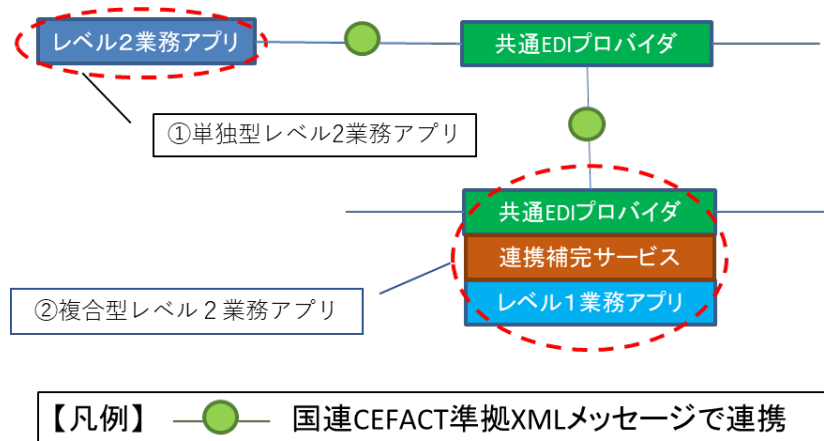 レベル２業務アプリ
共通EDIプロバイダ
①単独型レベル2業務アプリ
共通EDIプロバイダ
連携補完サービス
レベル１業務アプリ
②複合型レベル２業務アプリ
【凡例】 国連CEFACT準拠XMLメッセージで連携